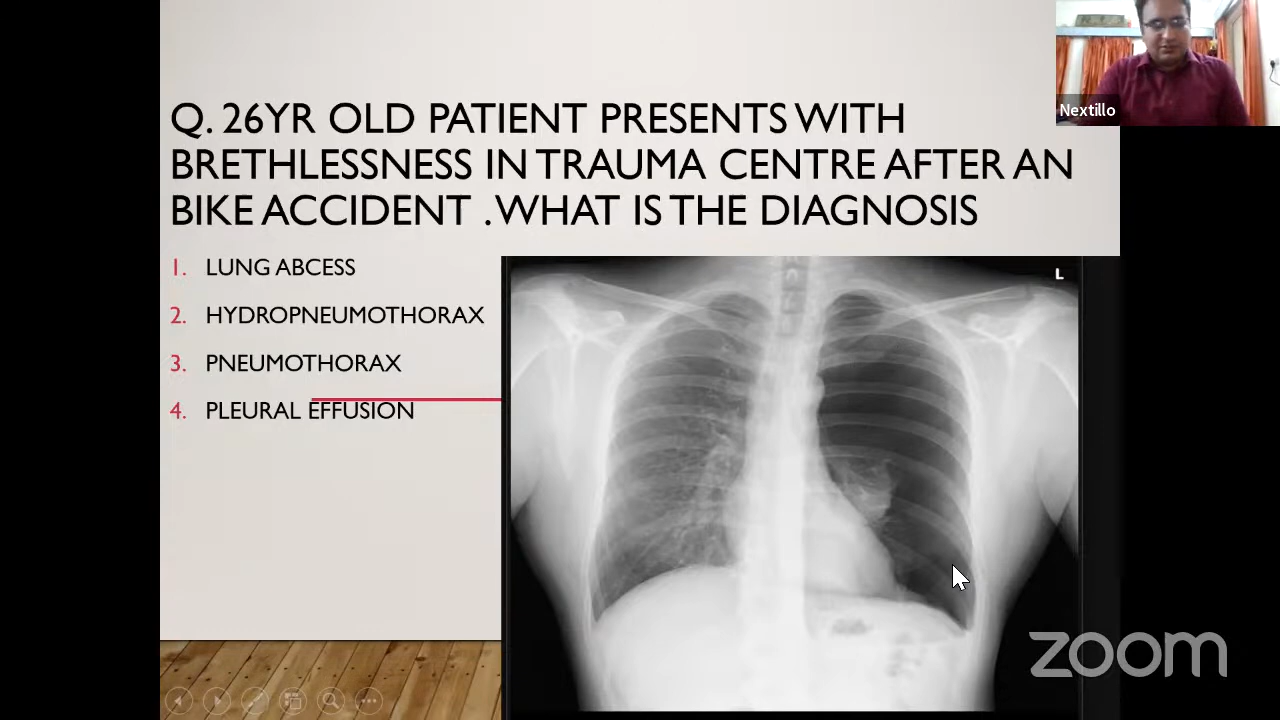 Q. 26YR OLD PATIENT PRESENTS WITH
BRETHLESSNESS IN TRAUMA CENTRE AFTER AN
BIKE ACCIDENT .WHAT IS THE DIAGNOSIS
1. LUNG ABCESS
2. HYDROPNEUMOTHORAX
3. PNEUMOTHORAX
4. PLEURAL EFFUSION
L
Nextillo
zoom